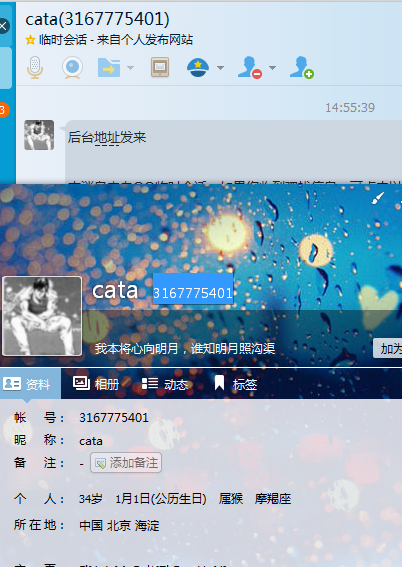 cata(3167775401)
临时会话 - 来自个人发布网站
3
14:55:39
后台地址发来
cata 3167775401
我本将心向明月，谁知明月照沟渠
加为
资料 相册 动态 标签
帐 号： 3167775401
昵 称： cata
备 注： - 添加备注
个 人： 34岁 1月1日(公历生日) 属猴 摩羯座
所在地： 中国 北京 海淀